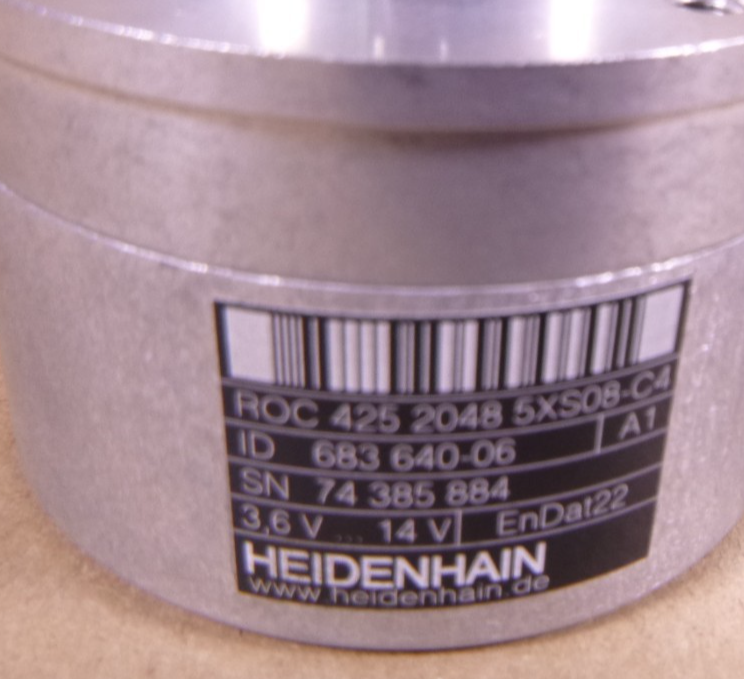 ROC 425 2048 5XS08-C4
ID 683 640-06 A1
SN 74 385 884
3,6 V ... 14 V EnDat22
HEIDENHAIN
www.heidenhain.de